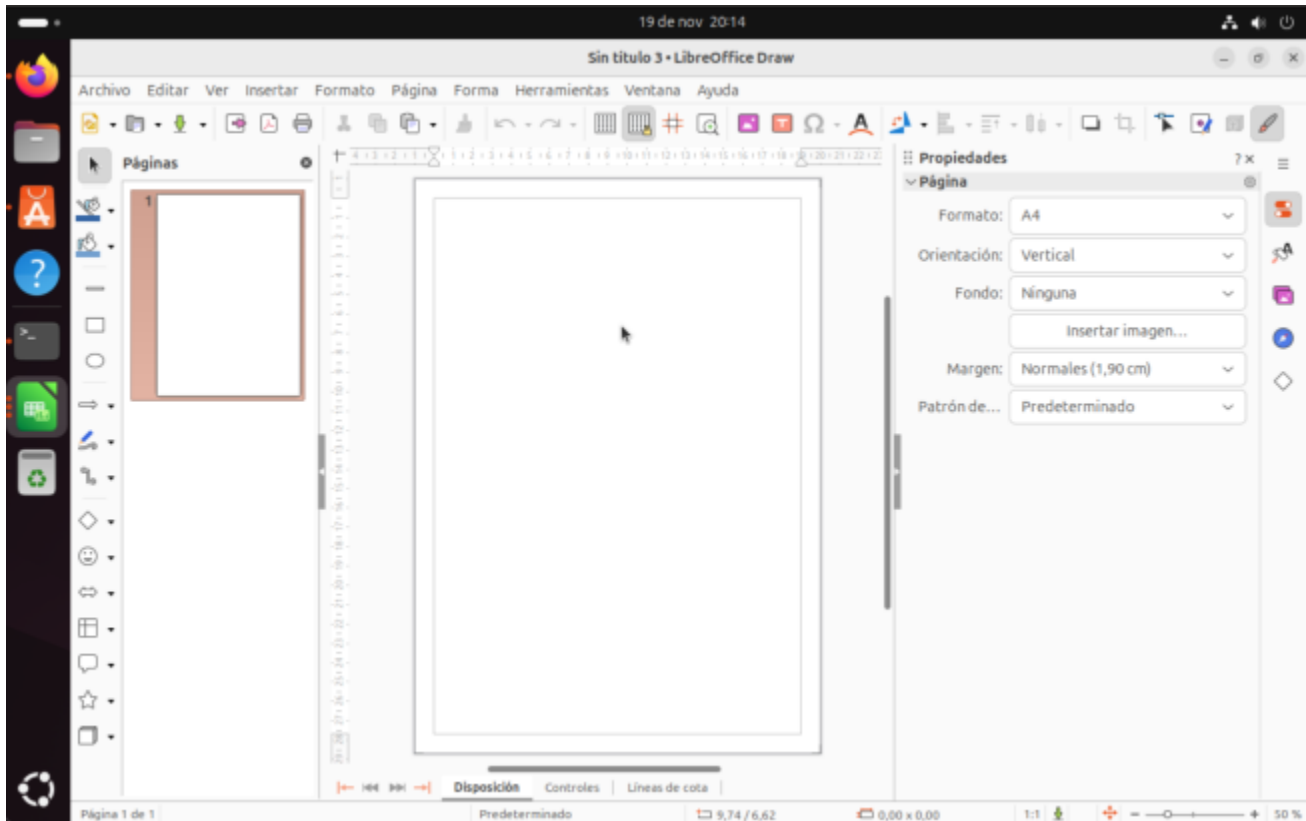 19 de nov 20:14
Sin título 3 • LibreOffice Draw
Archivo Editar Ver Insertar Formato Página Forma Herramientas Ventana Ayuda
Páginas
1
Propiedades
Página
Formato: A4
Orientación: Vertical
Fondo: Ninguna
Insertar imagen...
Margen: Normales (1,90 cm)
Patrón de... Predeterminado
Disposición Controles Líneas de cota
Página 1 de 1 Predeterminado 9,74 / 6,62 0,00 x 0,00 1:1 50 %